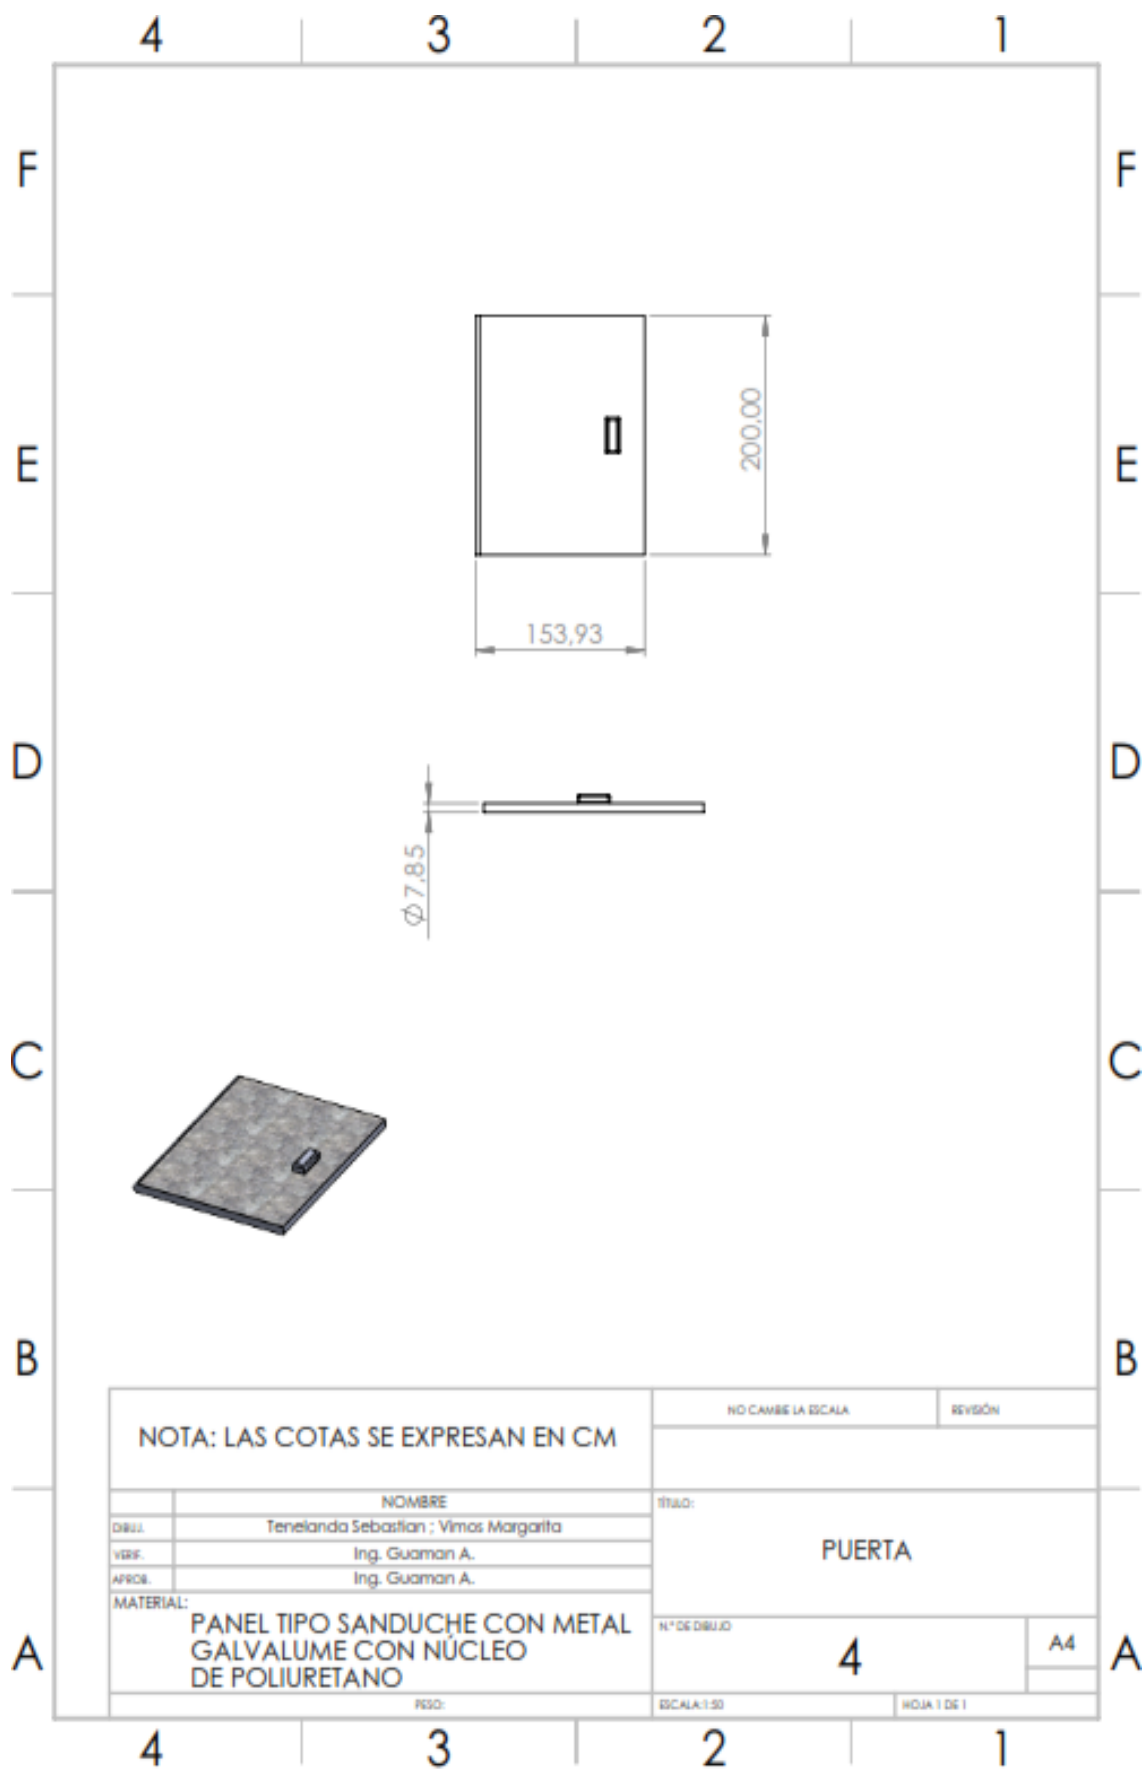 4 3 2 1
F F
E E
D D
C C
B B
A A
200,00
153,93
∅7,85
NOTA: LAS COTAS SE EXPRESAN EN CM
NO CAMBIE LA ESCALA
REVISIÓN
NOMBRE
DIBUJ.
Tenelanda Sebastian ; Vimos Margarita
VERIF.
Ing. Guaman A.
APROB.
Ing. Guaman A.
TÍTULO:
PUERTA
MATERIAL:
PANEL TIPO SANDUCHE CON METAL
GALVALUME CON NÚCLEO
DE POLIURETANO
N.º DE DIBUJO
4
A4
PESO:
ESCALA:1:50
HOJA 1 DE 1
4 3 2 1